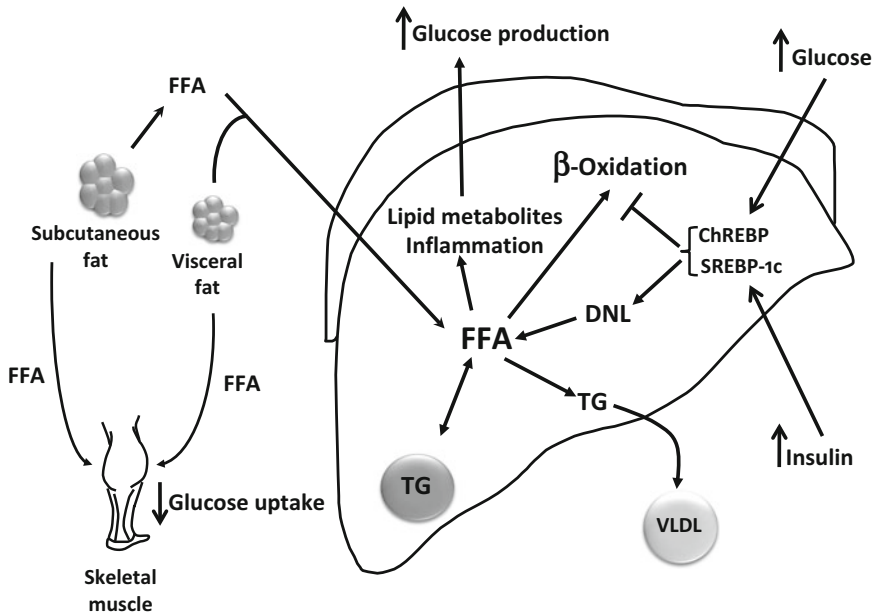 Glucose production
Glucose
FFA
β-Oxidation
Lipid metabolites
Inflammation
Subcutaneous
fat
Visceral
fat
ChREBP
SREBP-1c
DNL
FFA
FFA
FFA
TG
Insulin
TG
Glucose uptake
VLDL
Skeletal
muscle